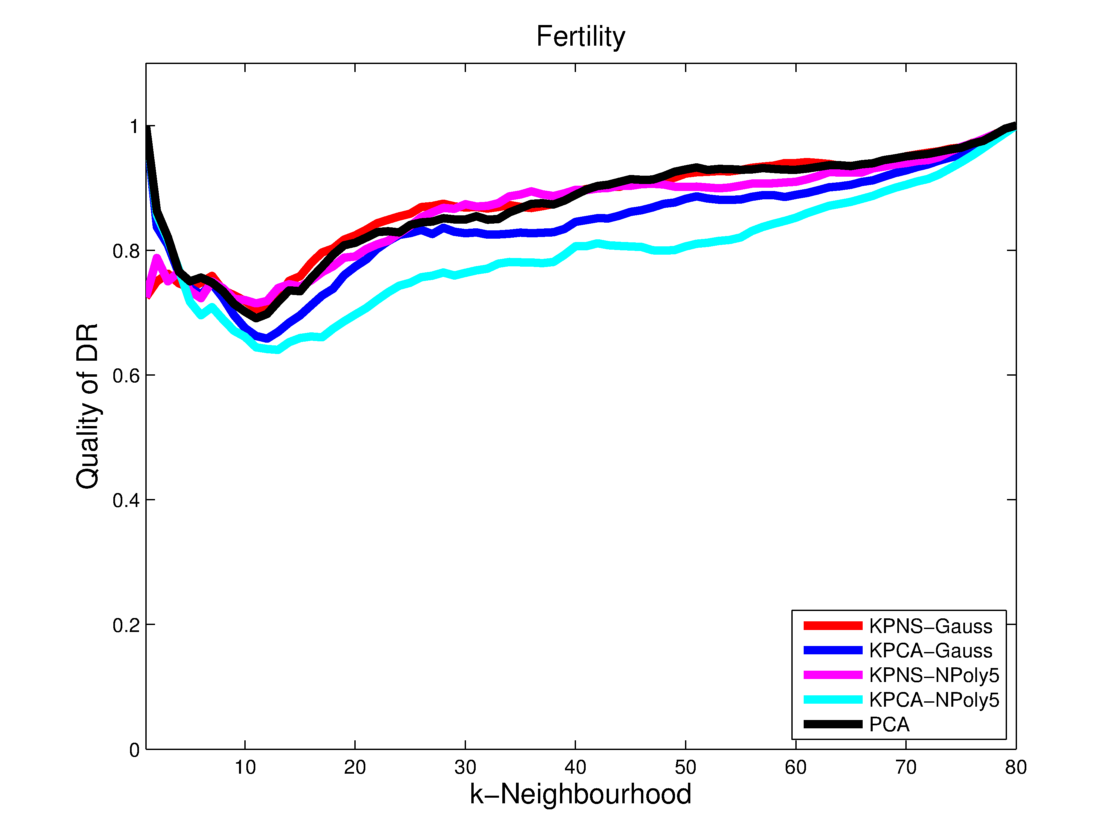 Fertility
1
0.8
0.6
0.4
0.2
0
Quality of DR
10 20 30 40 50 60 70 80
k−Neighbourhood
KPNS−Gauss
KPCA−Gauss
KPNS−NPoly5
KPCA−NPoly5
PCA